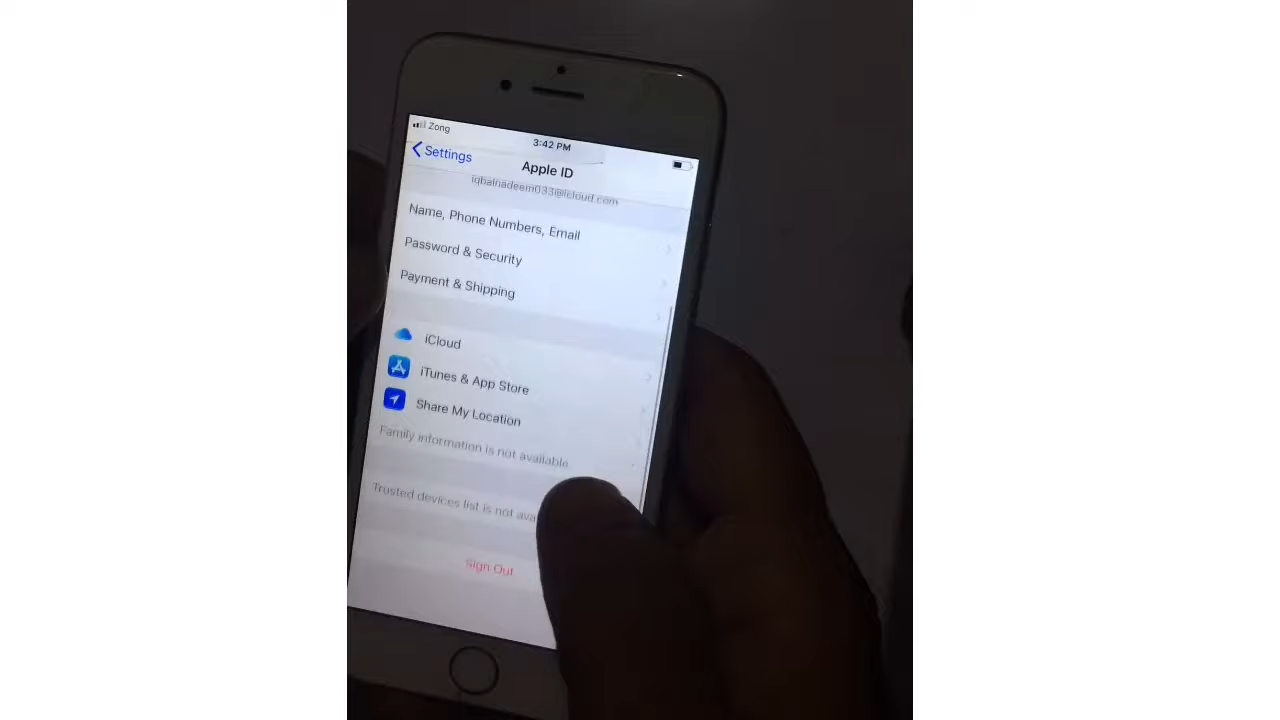 Zong
3:42 PM
Settings
Apple ID
iqbalnadeem033@icloud.com
Name, Phone Numbers, Email
Password & Security
Payment & Shipping
iCloud
iTunes & App Store
Share My Location
Family information is not available.
Trusted devices list is not ava
Sign Out